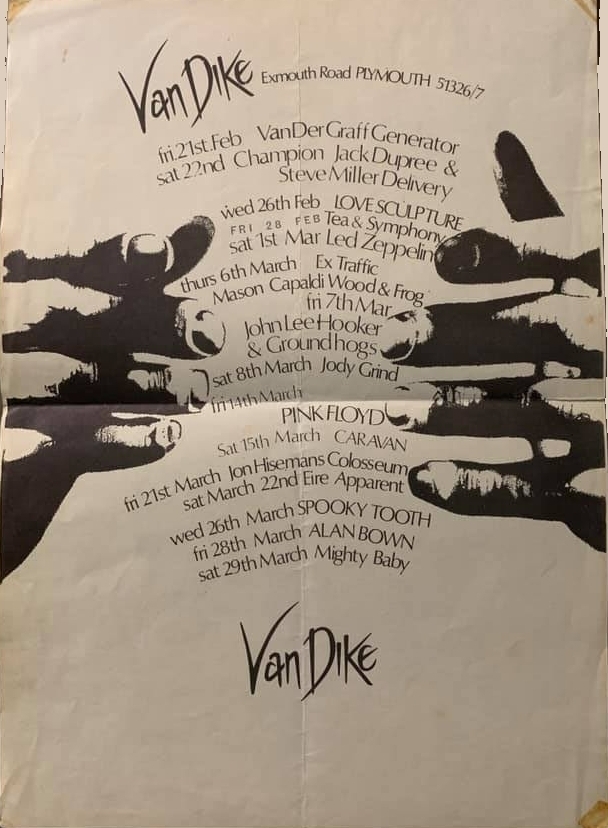 Van Dike Exmouth Road PLYMOUTH 51326/7
fri.21st.Feb Van Der Graff Generator
sat 22nd Champion Jack Dupree &
Steve Miller Delivery
wed 26th Feb LOVE SCULPTURE
FRI 28 FEB Tea & Symphony
sat 1st Mar Led Zeppelin
thurs 6th March Ex Traffic
Mason Capaldi Wood & Frog
fri 7th Mar
John Lee Hooker
& Groundhogs
sat 8th March Jody Grind
fri 14th March
PINK FLOYD
Sat 15th March CARAVAN
fri 21st March Jon Hisemans Colosseum
sat March 22nd Eire Apparent
wed 26th March SPOOKY TOOTH
fri 28th March ALAN BOWN
sat 29th March Mighty Baby
Van Dike